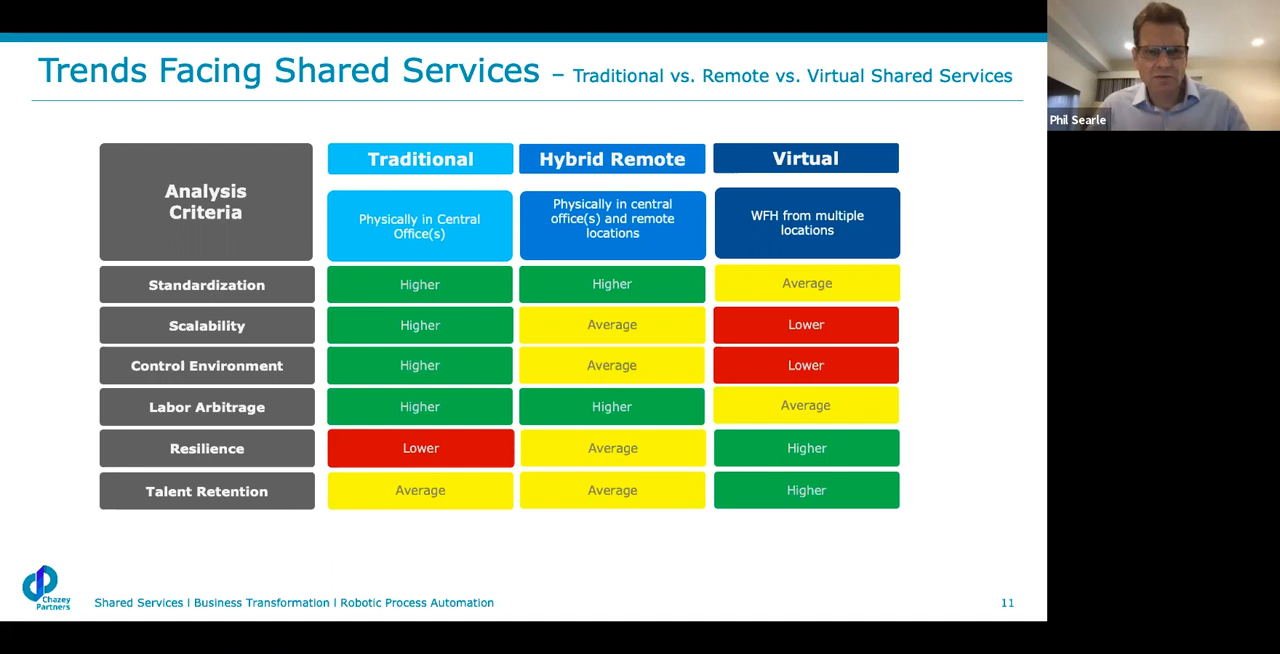 Trends Facing Shared Services – Traditional vs. Remote vs. Virtual Shared Services
Phil Searle
Analysis
Criteria
Traditional
Hybrid Remote
Virtual
Physically in Central
Office(s)
Physically in central
office(s) and remote
locations
WFH from multiple
locations
Standardization
Higher
Higher
Average
Scalability
Higher
Average
Lower
Control Environment
Higher
Average
Lower
Labor Arbitrage
Higher
Higher
Average
Resilience
Lower
Average
Higher
Talent Retention
Average
Average
Higher
Chazey
Partners
Shared Services I Business Transformation I Robotic Process Automation
11